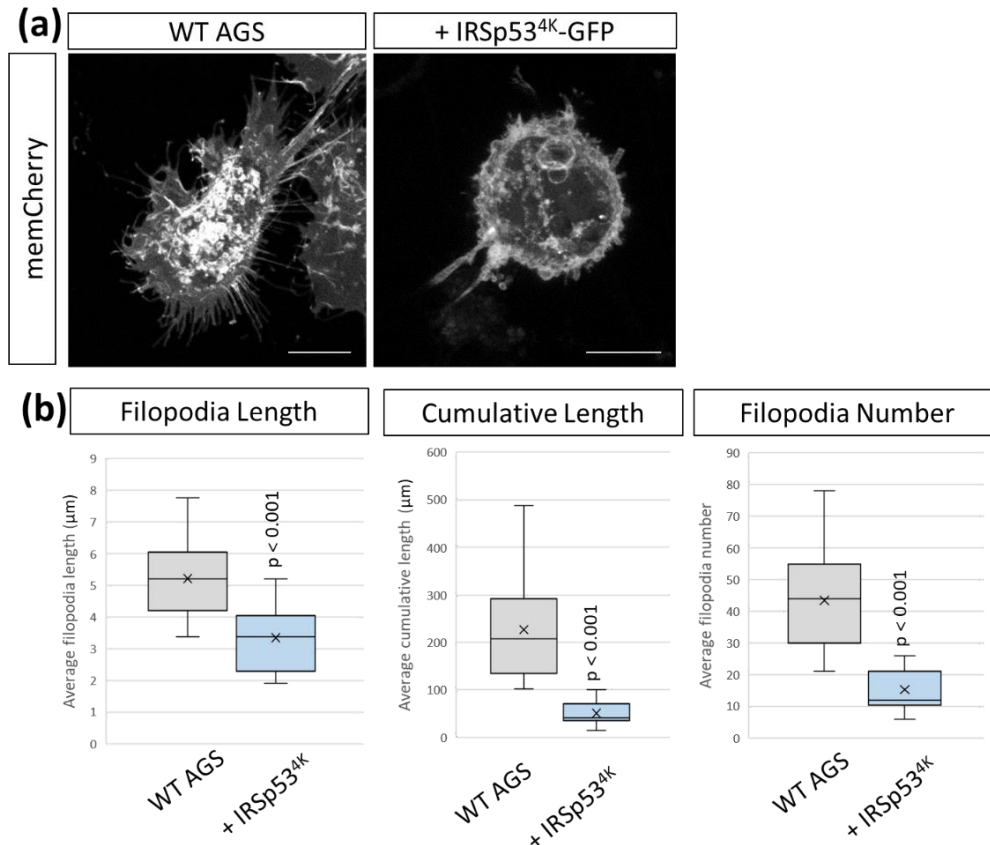 (a)
WT AGS
+ IRSp53⁴ᴷ-GFP
memCherry
(b)
Filopodia Length
Cumulative Length
Filopodia Number
Average filopodia length (μm)
9
8
7
6
5
4
3
2
1
0
p < 0.001
WT AGS
+ IRSp53⁴ᴷ
Average cumulative length (μm)
600
500
400
300
200
100
0
p < 0.001
WT AGS
+ IRSp53⁴ᴷ
Average filopodia number
90
80
70
60
50
40
30
20
10
0
p < 0.001
WT AGS
+ IRSp53⁴ᴷ